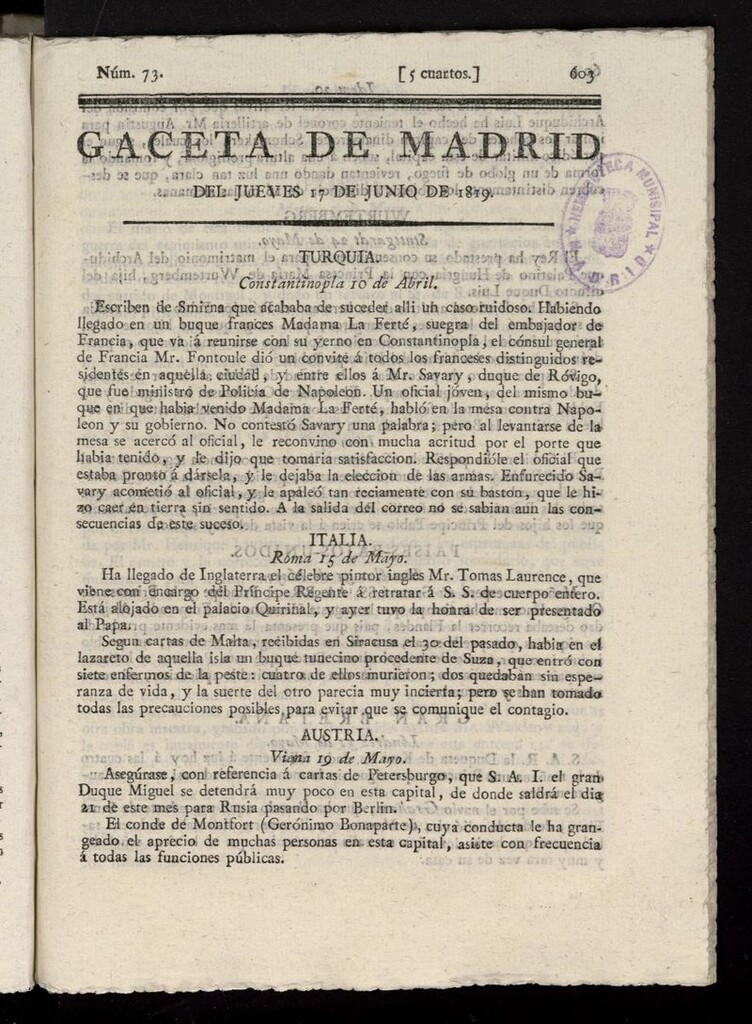 Núm. 73. [5 cuartos.] 603
GACETA DE MADRID
DEL JUEVES 17 DE JUNIO DE 1819.
HEMEROTECA MUNICIPAL
MADRID
TURQUIA.
Constantinopla 10 de Abril.
Escriben de Smirna que acababa de suceder alli un caso ruidoso. Habiendo
llegado en un buque frances Madama La Ferté, suegra del embajador de
Francia, que va á reunirse con su yerno en Constantinopla, el cónsul general
de Francia Mr. Fontoule dió un convite á todos los franceses distinguidos re-
sidentes en aquella ciudad, y entre ellos á Mr. Savary, duque de Róvigo,
que fue ministro de Policía de Napoleon. Un oficial jóven, del mismo bu-
que en que habia venido Madama La Ferté, habló en la mesa contra Napo-
leon y su gobierno. No contestó Savary una palabra; pero al levantarse de la
mesa se acercó al oficial, le reconvino con mucha acritud por el porte que
habia tenido, y le dijo que tomaria satisfaccion. Respondióle el oficial que
estaba pronto á dársela, y le dejaba la eleccion de las armas. Enfurecido Sa-
vary acometió al oficial, y le apaleó tan reciamente con su baston, que le hi-
zo caer en tierra sin sentido. A la salida del correo no se sabian aun las con-
secuencias de este suceso.
ITALIA.
Roma 15 de Mayo.
Ha llegado de Inglaterra el célebre pintor ingles Mr. Tomas Laurence, que
viene con encargo del Príncipe Regente á retratar á S. S. de cuerpo entero.
Está alojado en el palacio Quirinal, y ayer tuvo la honra de ser presentado
al Papa.
Segun cartas de Malta, recibidas en Siracusa el 30 del pasado, habia en el
lazareto de aquella isla un buque tunecino procedente de Suza, que entró con
siete enfermos de la peste: cuatro de ellos murieron; dos quedaban sin espe-
ranza de vida, y la suerte del otro parecia muy incierta; pero se han tomado
todas las precauciones posibles para evitar que se comunique el contagio.
AUSTRIA.
Viena 19 de Mayo.
Asegúrase, con referencia á cartas de Petersburgo, que S. A. I. el gran
Duque Miguel se detendrá muy poco en esta capital, de donde saldrá el dia
21 de este mes para Rusia pasando por Berlin.
El conde de Montfort (Gerónimo Bonaparte), cuya conducta le ha gran-
geado el aprecio de muchas personas en esta capital, asiste con frecuencia
á todas las funciones públicas.